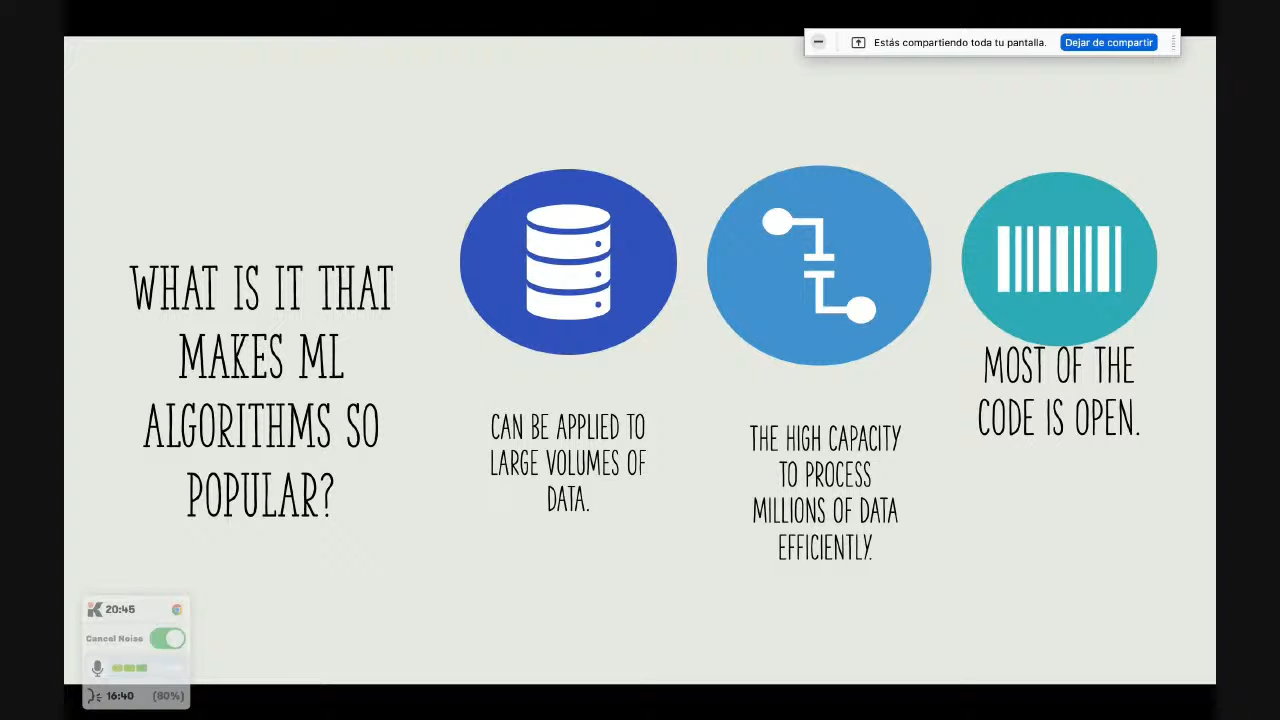 Estás compartiendo toda tu pantalla.
Dejar de compartir
WHAT IS IT THAT
MAKES ML
ALGORITHMS SO
POPULAR?
CAN BE APPLIED TO
LARGE VOLUMES OF
DATA.
THE HIGH CAPACITY
TO PROCESS
MILLIONS OF DATA
EFFICIENTLY.
MOST OF THE
CODE IS OPEN.
20:45
Cancel Noise
16:40 (80%)